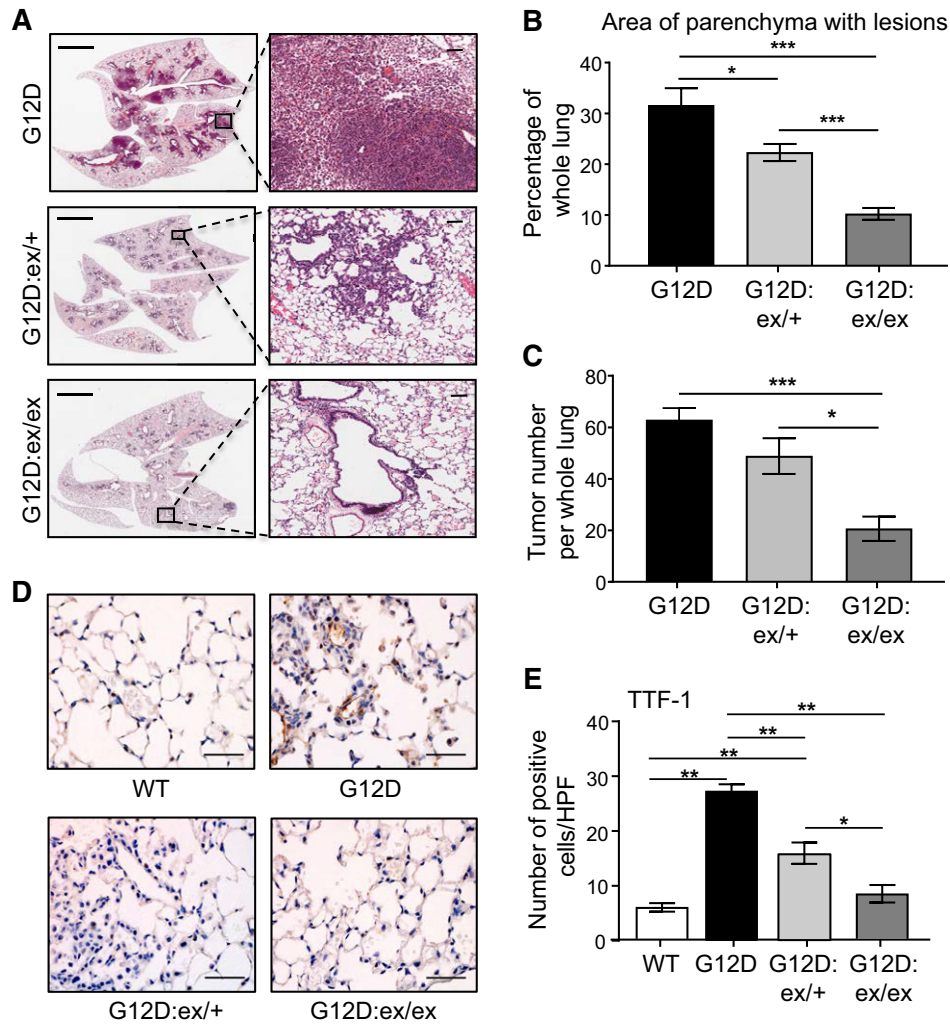 A
G12D
G12D:ex/+
G12D:ex/ex
B
Area of parenchyma with lesions
Percentage of
whole lung
40
30
20
10
0
***
*
***
G12D
G12D:
ex/+
G12D:
ex/ex
C
Tumor number
per whole lung
80
60
40
20
0
***
*
G12D
G12D:
ex/+
G12D:
ex/ex
D
WT
G12D
G12D:ex/+
G12D:ex/ex
E
TTF-1
Number of positive
cells/HPF
40
30
20
10
0
**
**
**
**
*
WT
G12D
G12D:
ex/+
G12D:
ex/ex